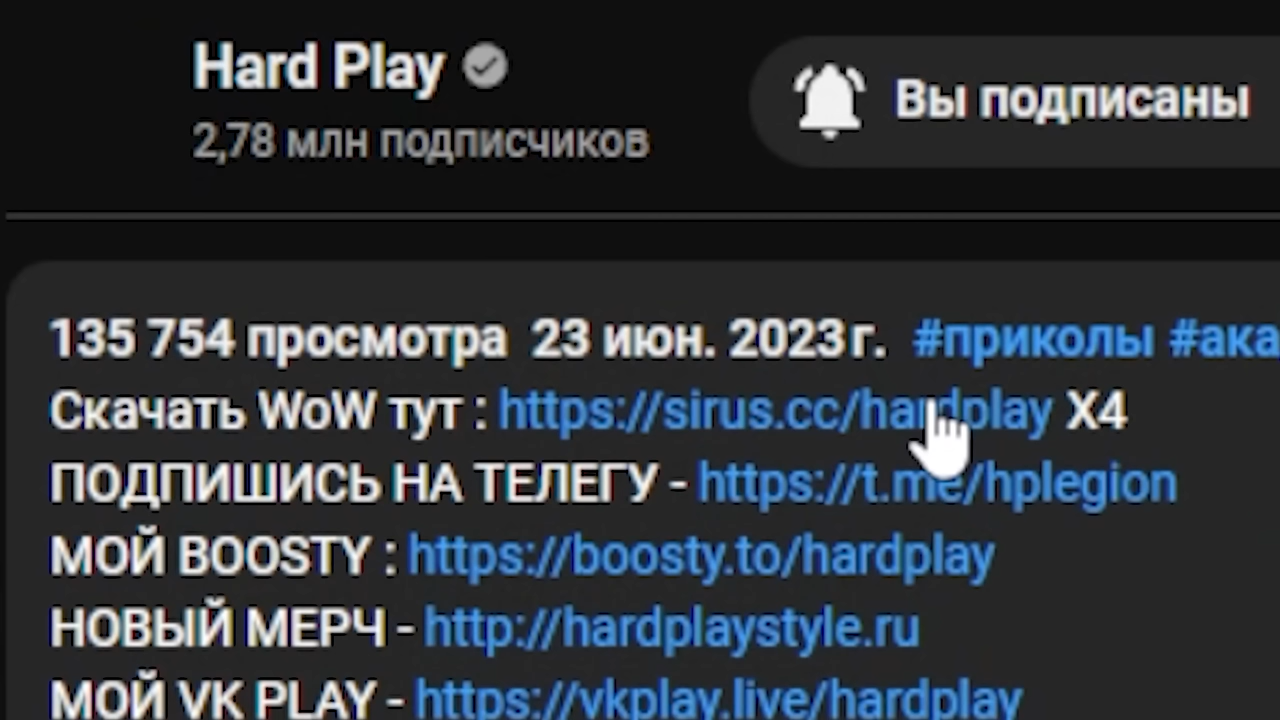 Hard Play
2,78 млн подписчиков
Вы подписаны
135 754 просмотра 23 июн. 2023 г. #приколы #ака
Скачать WoW тут : https://sirus.cc/hardplay X4
ПОДПИШИСЬ НА ТЕЛЕГУ - https://t.me/hplegion
МОЙ BOOSTY : https://boosty.to/hardplay
НОВЫЙ МЕРЧ - http://hardplaystyle.ru
МОЙ VK PLAY - https://vkplay.live/hardplay